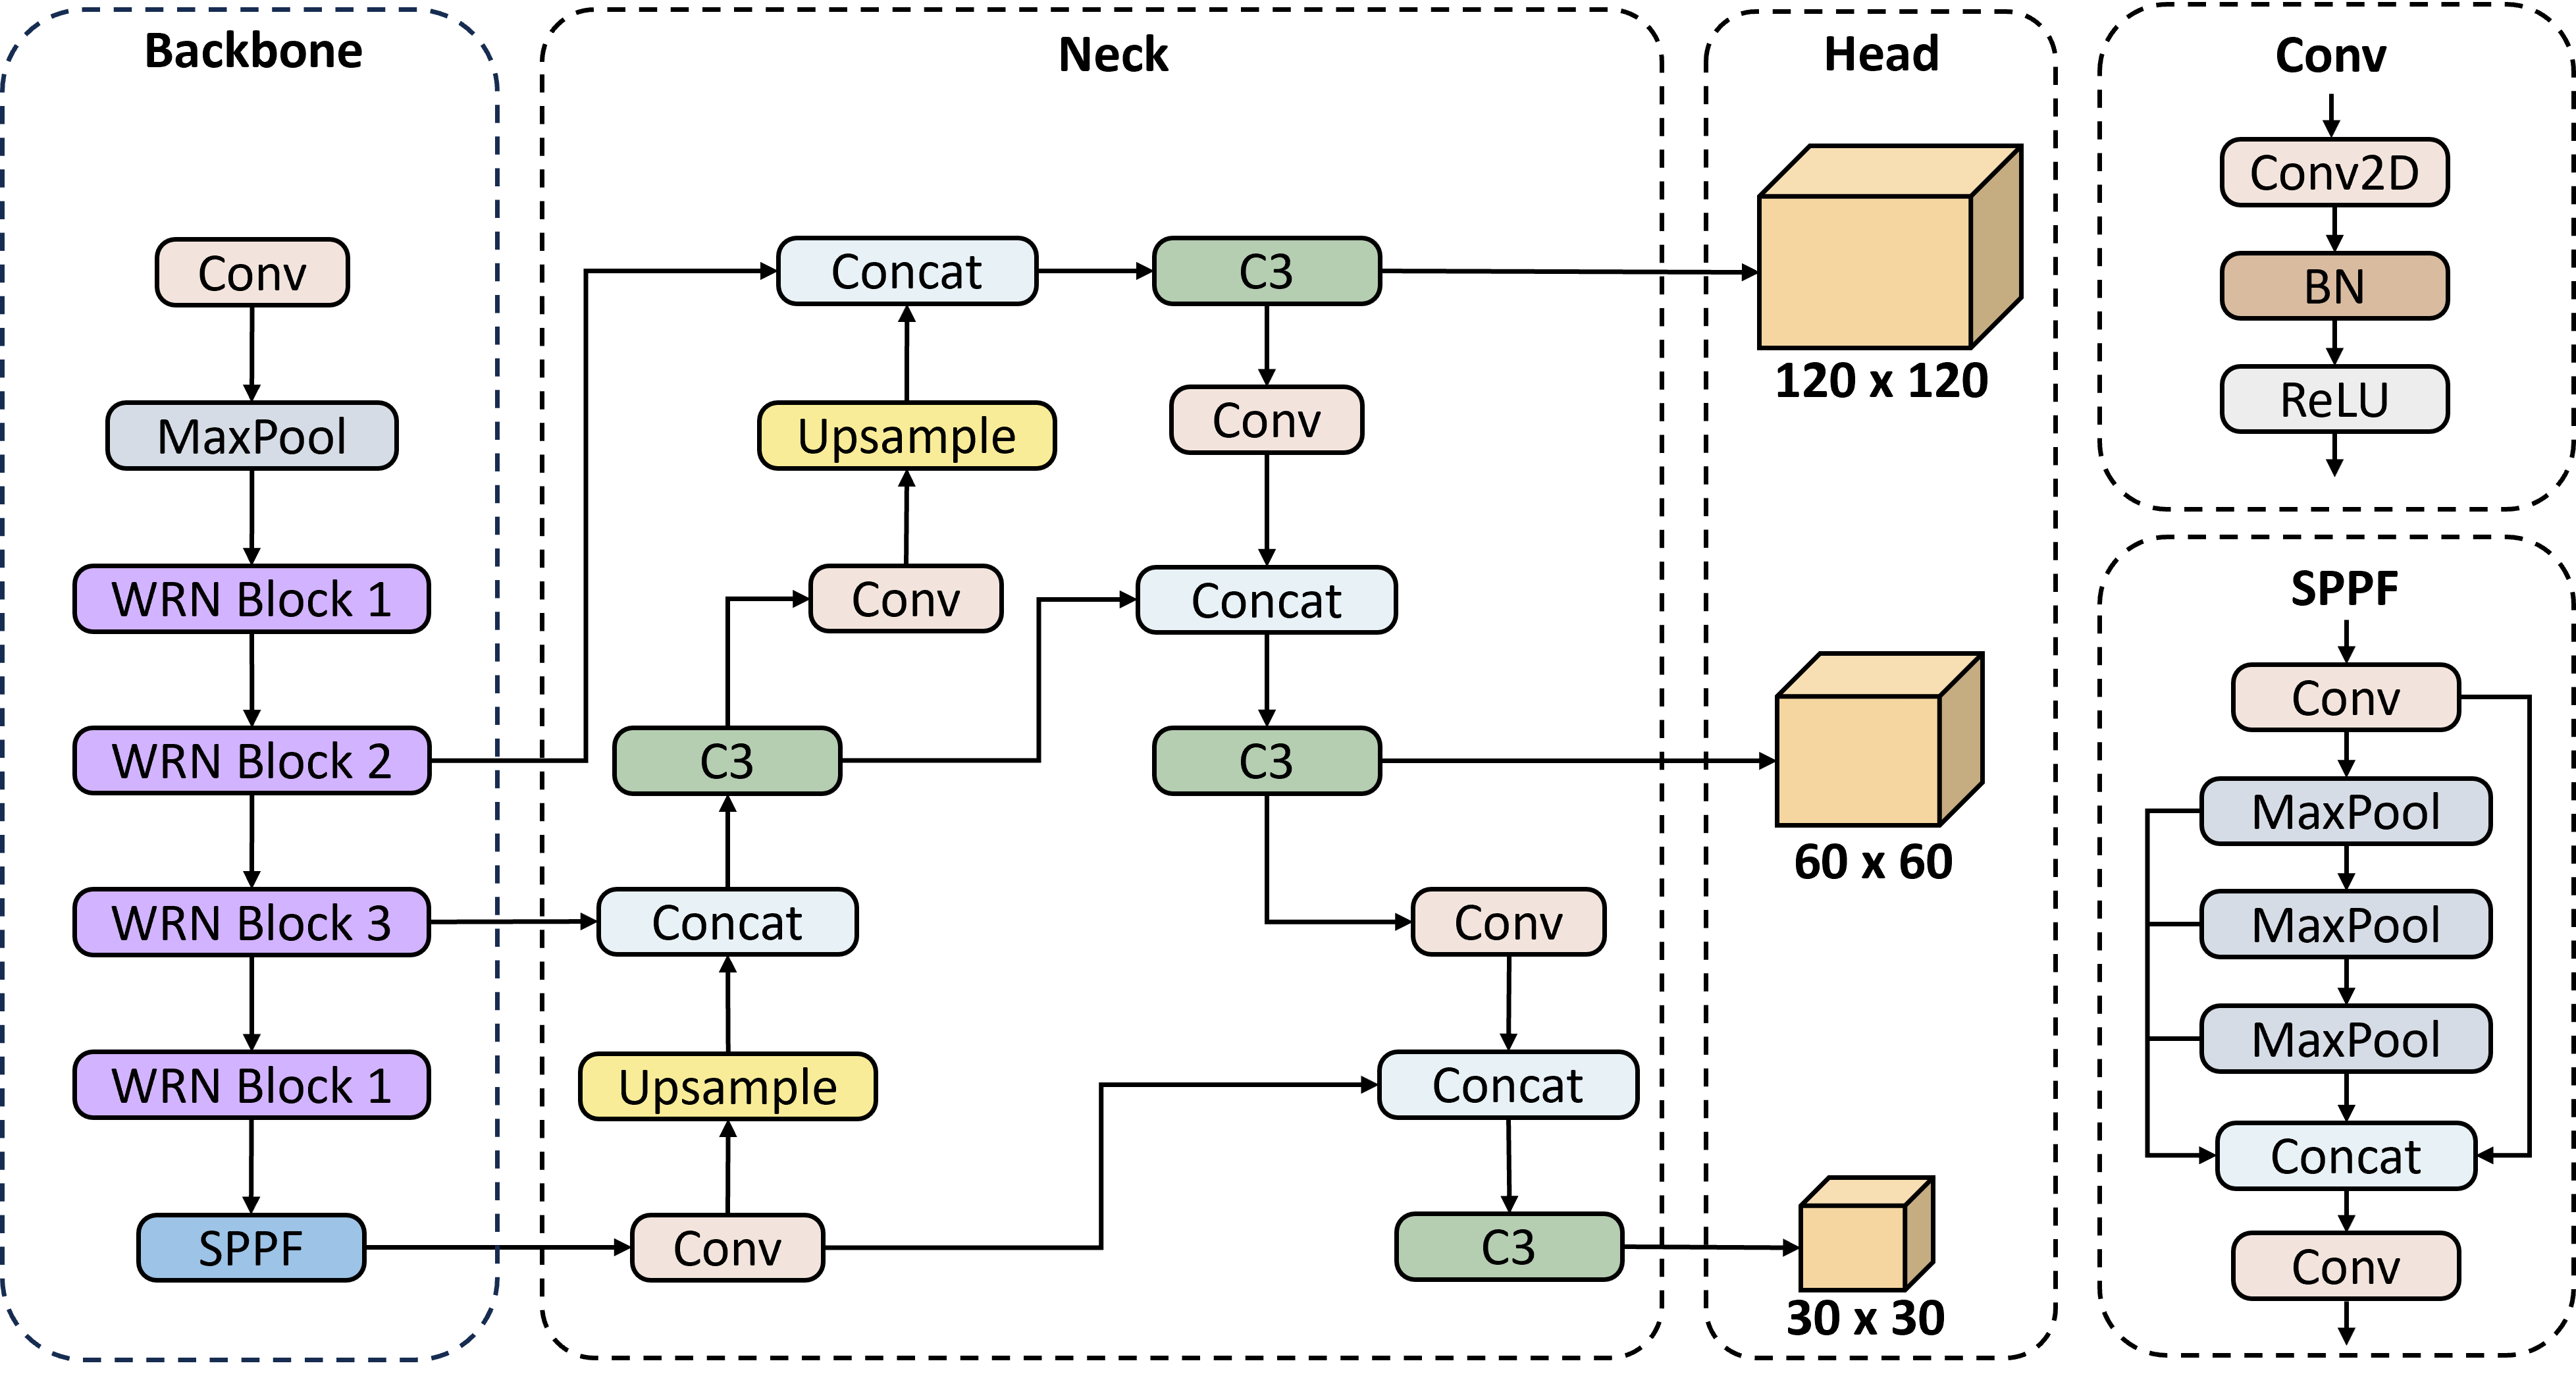 Backbone
Conv
MaxPool
WRN Block 1
WRN Block 2
WRN Block 3
WRN Block 1
SPPF
Neck
Concat
C3
Upsample
Conv
Conv
Concat
C3
C3
Concat
Conv
Upsample
Concat
Conv
C3
Head
120 x 120
60 x 60
30 x 30
Conv
Conv2D
BN
ReLU
SPPF
Conv
MaxPool
MaxPool
MaxPool
Concat
Conv